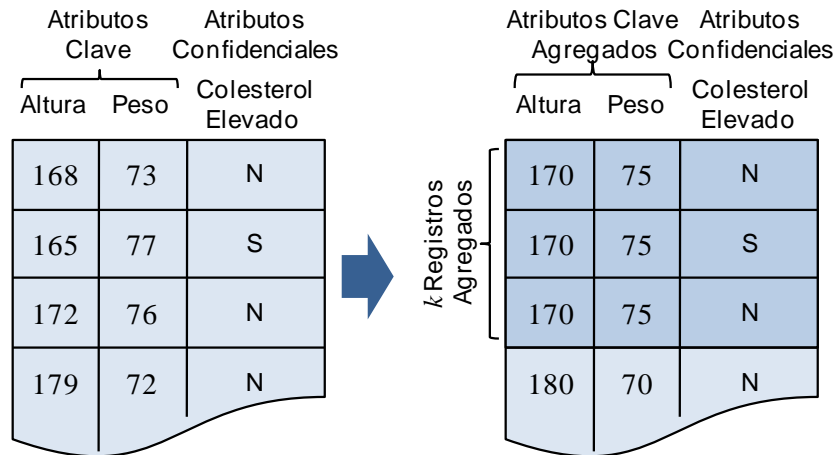 Atributos Clave
Atributos Confidenciales
Altura
Peso
Colesterol Elevado
168 73 N
165 77 S
172 76 N
179 72 N
Atributos Clave Agregados
Atributos Confidenciales
Altura
Peso
Colesterol Elevado
k Registros Agregados
170 75 N
170 75 S
170 75 N
180 70 N